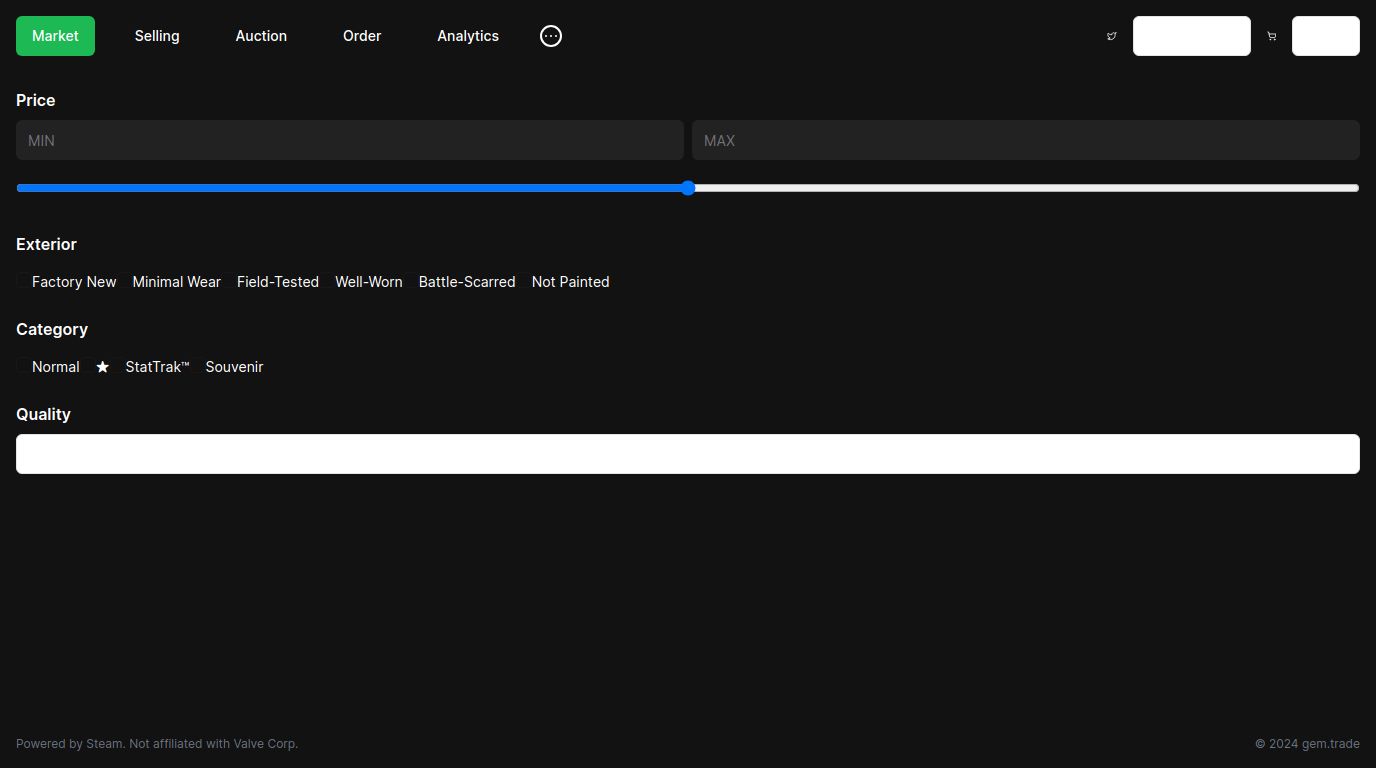 Market Selling Auction Order Analytics
Price
MIN MAX
Exterior
Factory New Minimal Wear Field-Tested Well-Worn Battle-Scarred Not Painted
Category
Normal ★ StatTrak™ Souvenir
Quality
Powered by Steam. Not affiliated with Valve Corp. © 2024 gem.trade